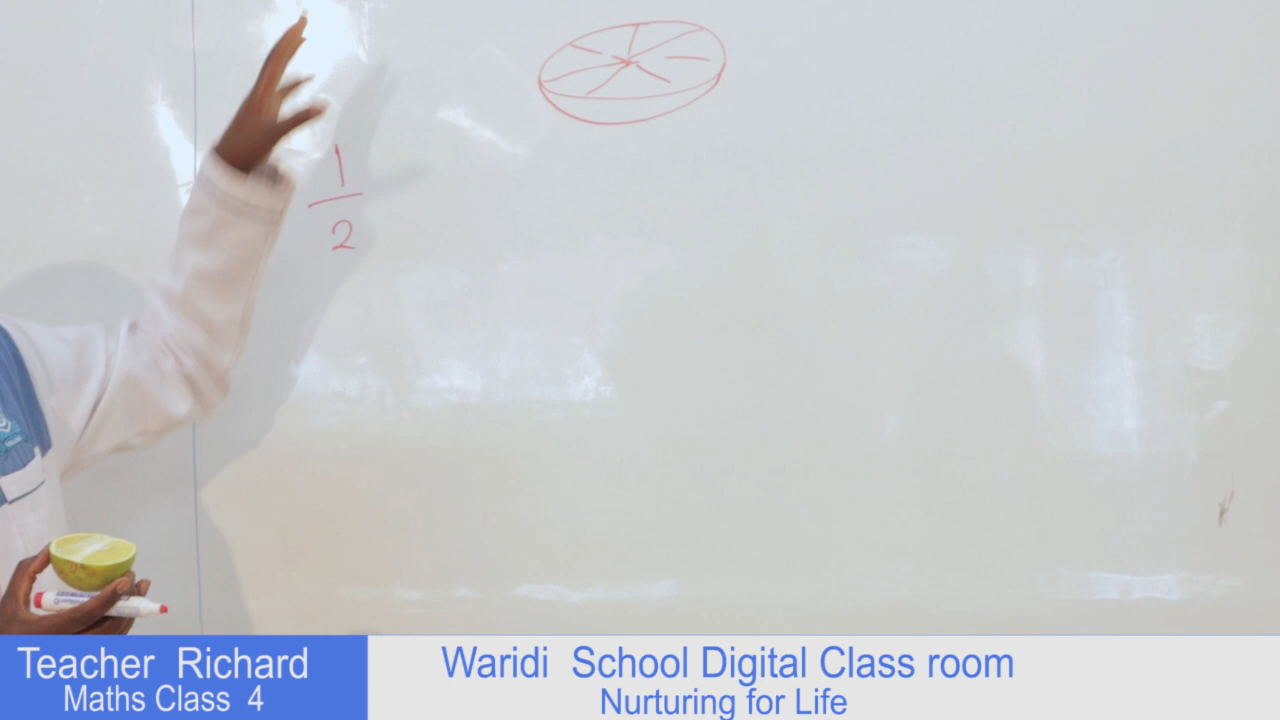 1
2
Teacher Richard
Maths Class 4
Waridi School Digital Class room
Nurturing for Life